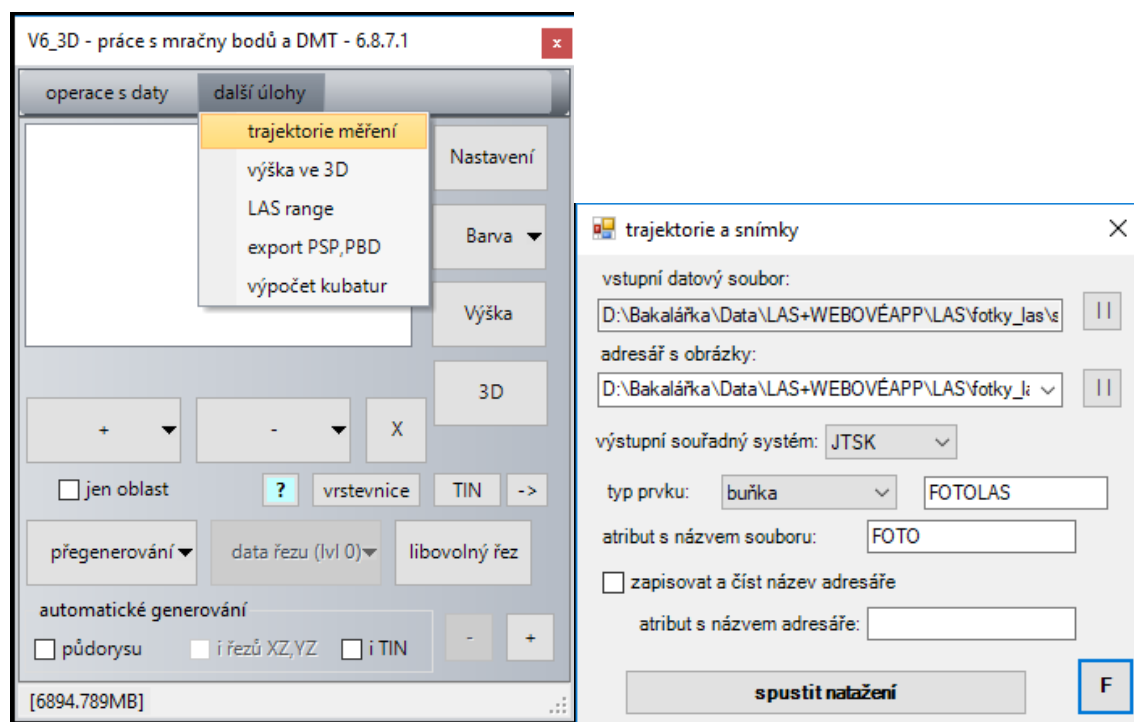 V6_3D - práce s mračny bodů a DMT - 6.8.7.1
x
operace s daty další úlohy
trajektorie měření
výška ve 3D
LAS range
export PSP,PBD
výpočet kubatur
Nastavení
Barva
Výška
3D
+ - X
jen oblast ? vrstevnice TIN ->
přegenerování data řezu (lvl 0) libovolný řez
automatické generování
půdorysu i řezů XZ,YZ i TIN - +
[6894.789MB]
trajektorie a snímky
vstupní datový soubor:
D:\Bakalářka\Data\LAS+WEBOVÉAPP\LAS\fotky_las\s
adresář s obrázky:
D:\Bakalářka\Data\LAS+WEBOVÉAPP\LAS\fotky_la
výstupní souřadný systém: JTSK
typ prvku: buňka FOTOLAS
atribut s názvem souboru: FOTO
zapisovat a číst název adresáře
atribut s názvem adresáře:
spustit natažení F